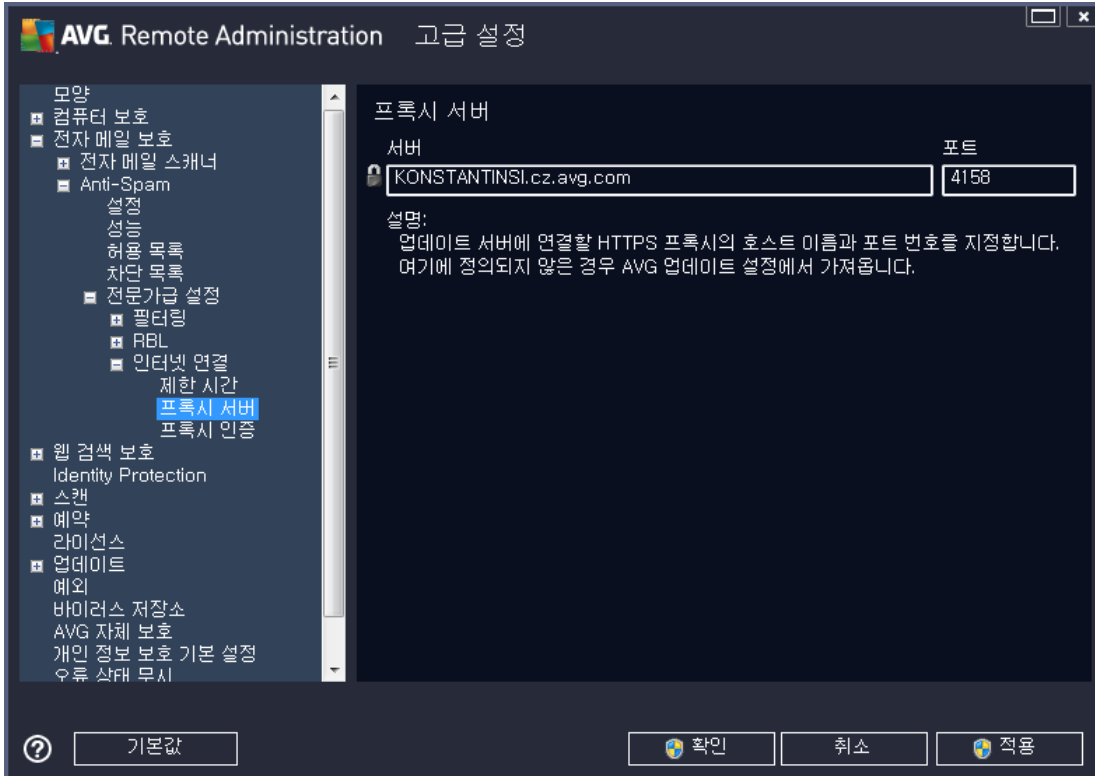 AVG. Remote Administration 고급 설정
모양
컴퓨터 보호
전자 메일 보호
전자 메일 스캐너
Anti-Spam
설정
성능
허용 목록
차단 목록
전문가급 설정
필터링
RBL
인터넷 연결
제한 시간
프록시 서버
프록시 인증
웹 검색 보호
Identity Protection
스캔
예약
라이선스
업데이트
예외
바이러스 저장소
AVG 자체 보호
개인 정보 보호 기본 설정
오류 상태 무시
프록시 서버
서버 포트
KONSTANTINSI.cz.avg.com 4158
설명:
업데이트 서버에 연결할 HTTPS 프록시의 호스트 이름과 포트 번호를 지정합니다.
여기에 정의되지 않은 경우 AVG 업데이트 설정에서 가져옵니다.
기본값 확인 취소 적용